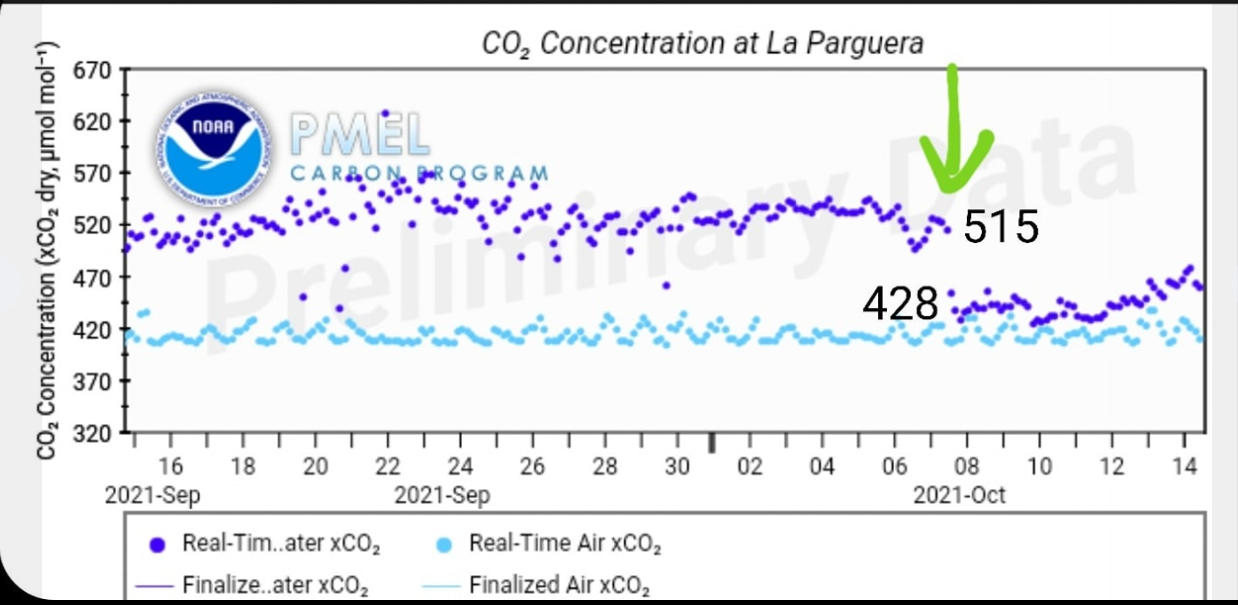 CO₂ Concentration at La Parguera
CO₂ Concentration (xCO₂ dry, µmol mol⁻¹)
670
620
570
520
470
420
370
320
NOAA
PMEL
CARBON PROGRAM
Preliminary Data
515
428
16 18 20 22 24 26 28 30 02 04 06 08 10 12 14
2021-Sep 2021-Sep 2021-Oct
Real-Tim..ater xCO₂ Real-Time Air xCO₂
Finalize..ater xCO₂ Finalized Air xCO₂